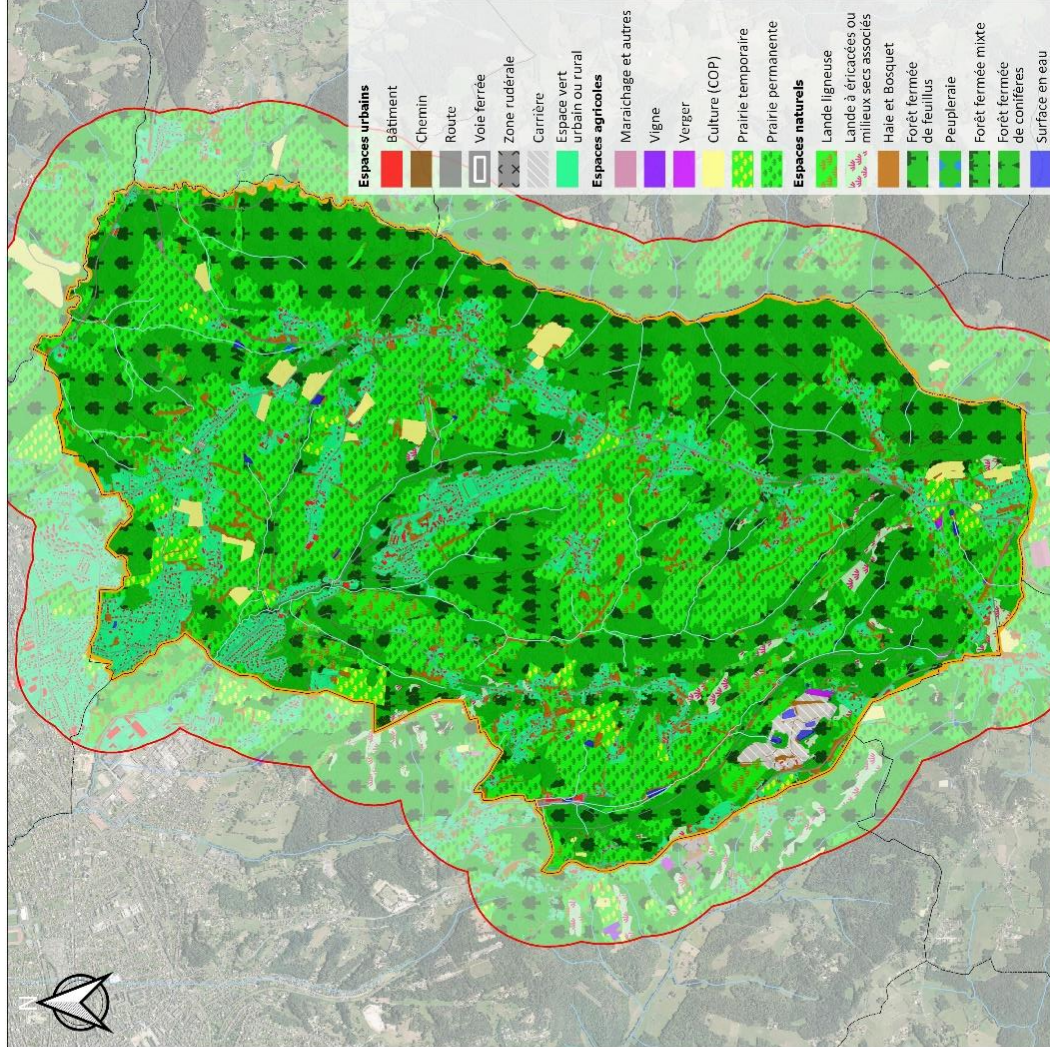 N
Espaces urbains
Bâtiment
Chemin
Route
Voie ferrée
Zone rudérale
Carrière
Espace vert
urbain ou rural
Espaces agricoles
Maraichage et autres
Vigne
Verger
Culture (COP)
Prairie temporaire
Prairie permanente
Espaces naturels
Lande ligneuse
Lande à éricacées ou
milieux secs associés
Haie et Bosquet
Forêt fermée
de feuillus
Peupleraie
Forêt fermée mixte
Forêt fermée
de conifères
Surface en eau